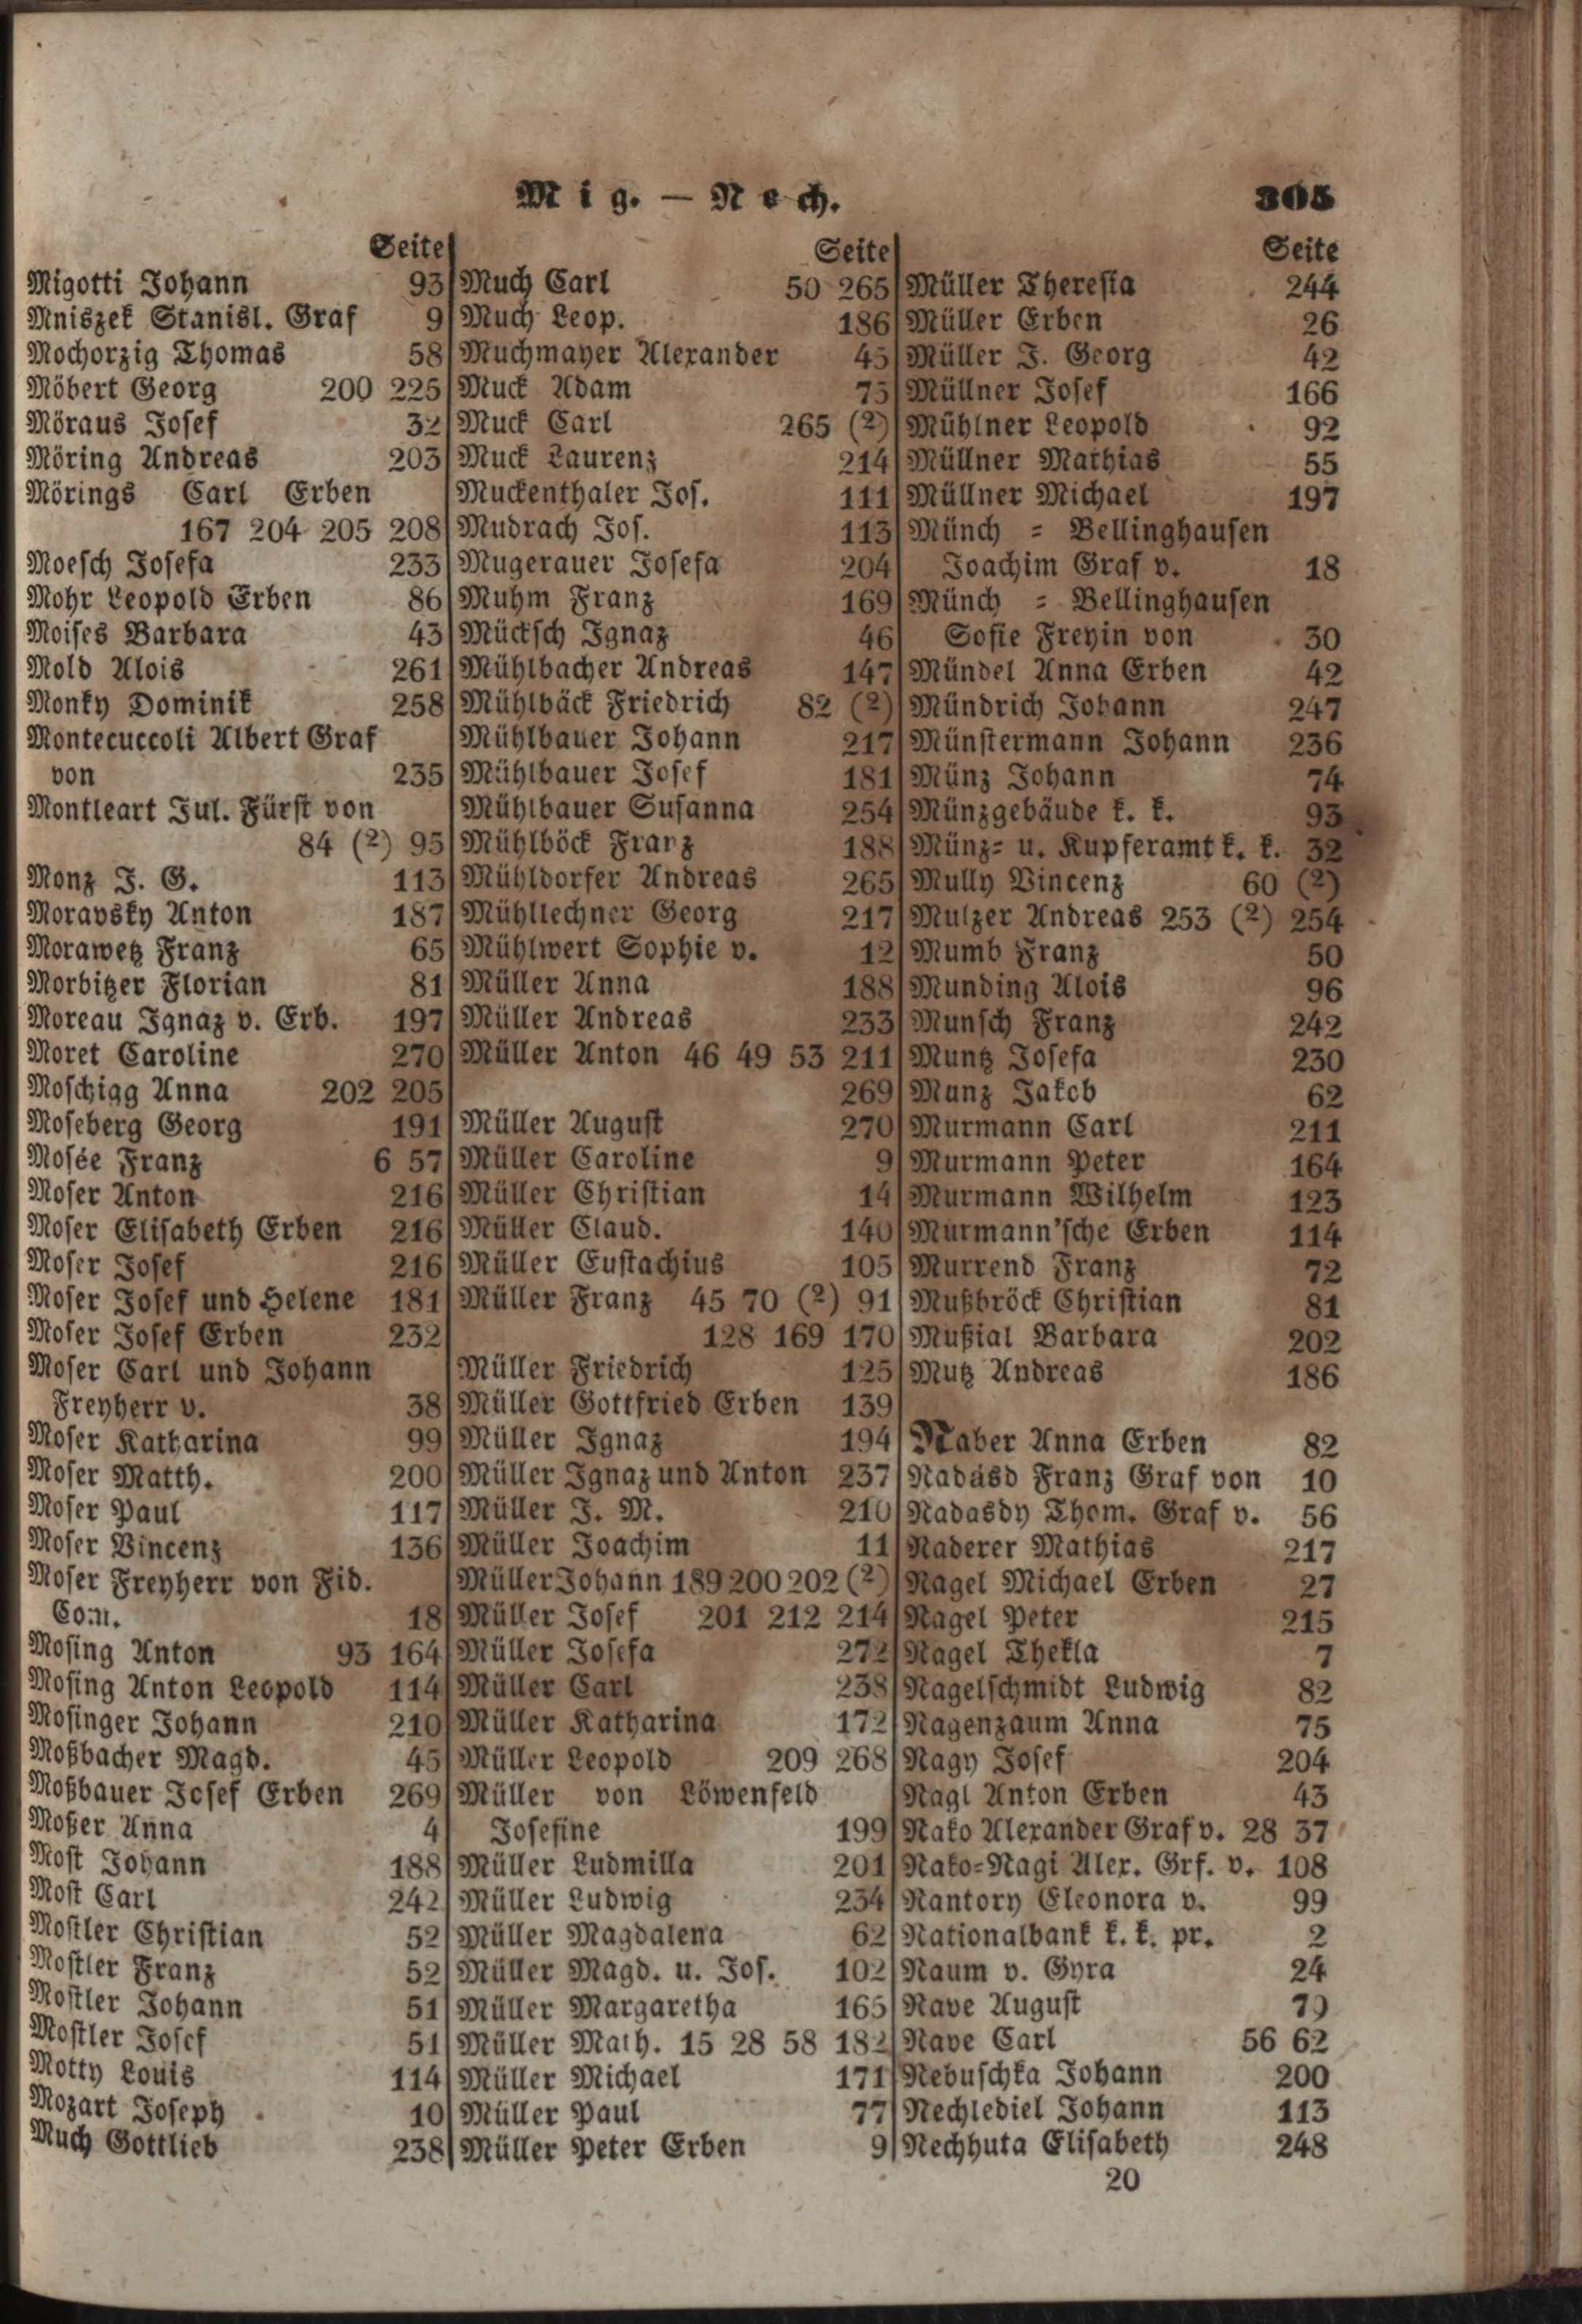 Mig. — Nech.
305
Seite
Migotti Johann 93
Mniszek Stanisl. Graf 9
Mochorzig Thomas 58
Möbert Georg 200 225
Möraus Josef 32
Möring Andreas 203
Mörings Carl Erben
167 204 205 208
Moesch Josefa 233
Mohr Leopold Erben 86
Moises Barbara 43
Mold Alois 261
Monky Dominik 258
Montecuccoli Albert Graf
von 235
Montleart Jul. Fürst von
84 (2) 95
Monz J. G. 113
Moravsky Anton 187
Morawetz Franz 65
Morbitzer Florian 81
Moreau Ignaz v. Erb. 197
Moret Caroline 270
Moschigg Anna 202 205
Moseberg Georg 191
Mosée Franz 6 57
Moser Anton 216
Moser Elisabeth Erben 216
Moser Josef 216
Moser Josef und Helene 181
Moser Josef Erben 232
Moser Carl und Johann
Freyherr v. 38
Moser Katharina 99
Moser Matth. 200
Moser Paul 117
Moser Vincenz 136
Moser Freyherr von Fid.
Com. 18
Mosing Anton 93 164
Mosing Anton Leopold 114
Mosinger Johann 210
Moßbacher Magd. 45
Moßbauer Josef Erben 269
Moßer Anna 4
Most Johann 188
Most Carl 242
Mostler Christian 52
Mostler Franz 52
Mostler Johann 51
Mostler Josef 51
Motty Louis 114
Mozart Joseph 10
Much Gottlieb 238
Seite
Much Carl 50 265
Much Leop. 186
Muchmayer Alexander 45
Muck Adam 75
Muck Carl 265 (2)
Muck Laurenz 214
Muckenthaler Jos. 111
Mudrach Jos. 113
Mugerauer Josefa 204
Muhm Franz 169
Mücksch Ignaz 46
Mühlbacher Andreas 147
Mühlbäck Friedrich 82 (2)
Mühlbauer Johann 217
Mühlbauer Josef 181
Mühlbauer Susanna 254
Mühlböck Franz 188
Mühldorfer Andreas 265
Mühllechner Georg 217
Mühlwert Sophie v. 12
Müller Anna 188
Müller Andreas 233
Müller Anton 46 49 53 211
269
Müller August 270
Müller Caroline 9
Müller Christian 14
Müller Claud. 140
Müller Eustachius 105
Müller Franz 45 70 (2) 91
128 169 170
Müller Friedrich 125
Müller Gottfried Erben 139
Müller Ignaz 194
Müller Ignaz und Anton 237
Müller J. M. 210
Müller Joachim 11
Müller Johann 189 200 202 (2)
Müller Josef 201 212 214
Müller Josefa 272
Müller Carl 238
Müller Katharina 172
Müller Leopold 209 268
Müller von Löwenfeld
Josefine 199
Müller Ludmilla 201
Müller Ludwig 234
Müller Magdalena 62
Müller Magd. u. Jos. 102
Müller Margaretha 165
Müller Math. 15 28 58 182
Müller Michael 171
Müller Paul 77
Müller Peter Erben 9
Seite
Müller Theresia 244
Müller Erben 26
Müller J. Georg 42
Müllner Josef 166
Mühlner Leopold 92
Müllner Mathias 55
Müllner Michael 197
Münch = Bellinghausen
Joachim Graf v. 18
Münch = Bellinghausen
Sofie Freyin von 30
Mündel Anna Erben 42
Mündrich Johann 247
Münstermann Johann 236
Münz Johann 74
Münzgebäude k. k. 93
Münz= u. Kupferamt k. k. 32
Mully Vincenz 60 (2)
Mulzer Andreas 253 (2) 254
Mumb Franz 50
Munding Alois 96
Munsch Franz 242
Muntz Josefa 230
Munz Jakob 62
Murmann Carl 211
Murmann Peter 164
Murmann Wilhelm 123
Murmann'sche Erben 114
Murrend Franz 72
Mußbröck Christian 81
Mußial Barbara 202
Mutz Andreas 186
Naber Anna Erben 82
Nadásd Franz Graf von 10
Nadasdy Thom. Graf v. 56
Naderer Mathias 217
Nagel Michael Erben 27
Nagel Peter 215
Nagel Thekla 7
Nagelschmidt Ludwig 82
Nagenzaum Anna 75
Nagy Josef 204
Nagl Anton Erben 43
Nako Alexander Graf v. 28 37
Nako=Nagi Alex. Grf. v. 108
Nantory Eleonora v. 99
Nationalbank k. k. pr. 2
Naum v. Gyra 24
Nave August 79
Nave Carl 56 62
Nebuschka Johann 200
Nechlediel Johann 113
Nechhuta Elisabeth 248
20